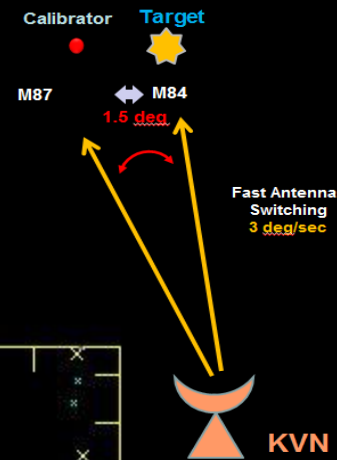 Calibrator Target
M87 M84
1.5 deg
Fast Antenna
Switching
3 deg/sec
KVN